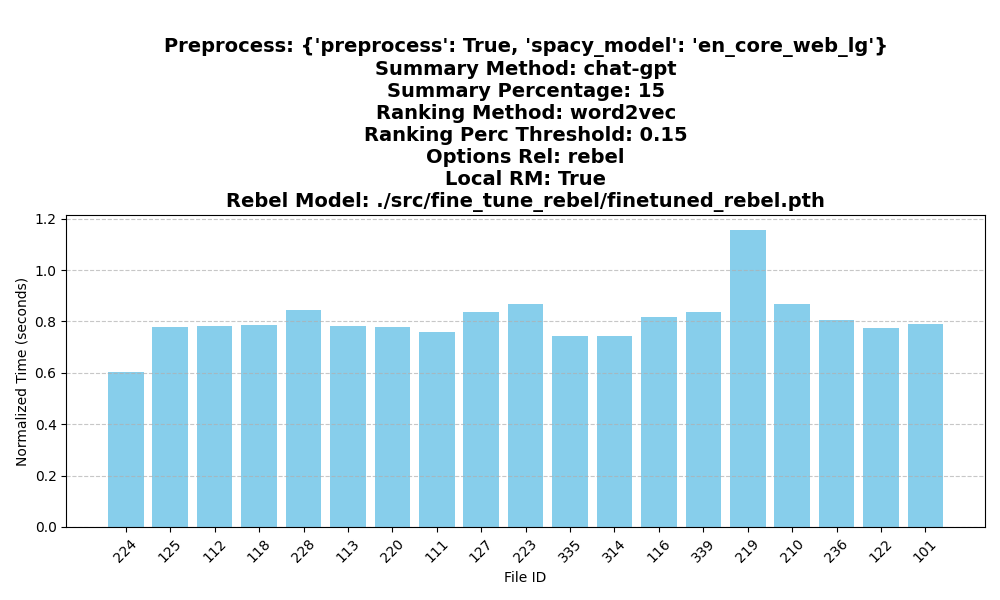 Preprocess: {'preprocess': True, 'spacy_model': 'en_core_web_lg'}
Summary Method: chat-gpt
Summary Percentage: 15
Ranking Method: word2vec
Ranking Perc Threshold: 0.15
Options Rel: rebel
Local RM: True
Rebel Model: ./src/fine_tune_rebel/finetuned_rebel.pth
1.2
1.0
0.8
0.6
0.4
0.2
0.0
Normalized Time (seconds)
224 125 112 118 228 113 220 111 127 223 335 314 116 339 219 210 236 122 101
File ID